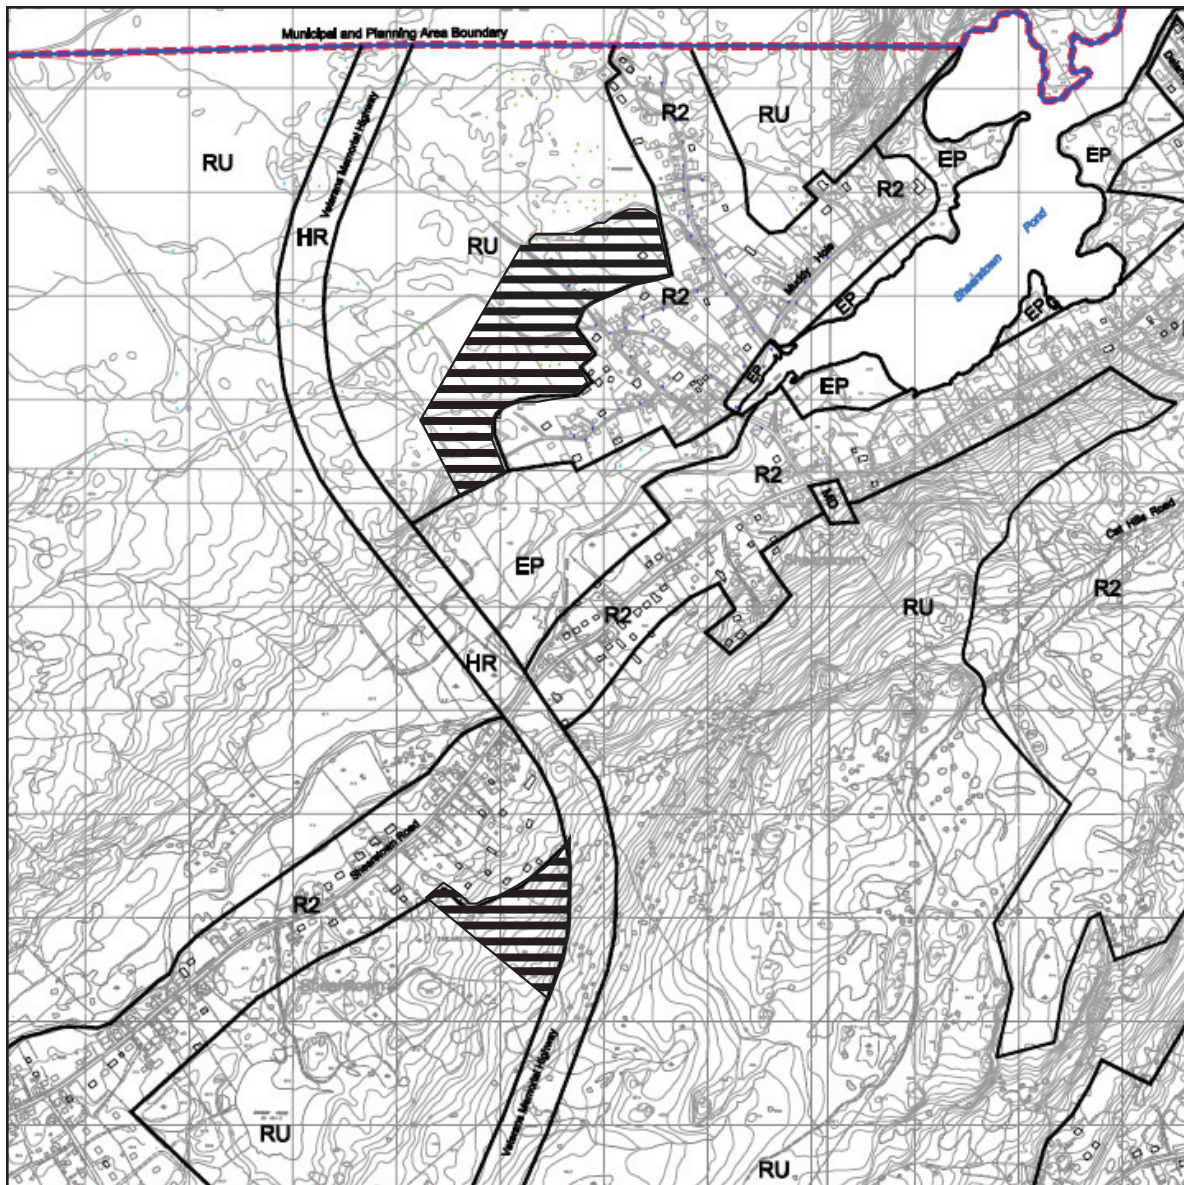 Municipal and Planning Area Boundary
RU
Veterans Memorial Highway
HR
R2
RU
EP
EP
R2
RU
Shearstown Pond
Muddy Hole
R2
EP
EP
EP
EP
R2
MD
Cat Hills Road
Shearstown
EP
R2
R2
RU
HR
Shearstown Road
R2
Shearstown
Veterans Memorial Highway
RU
RU